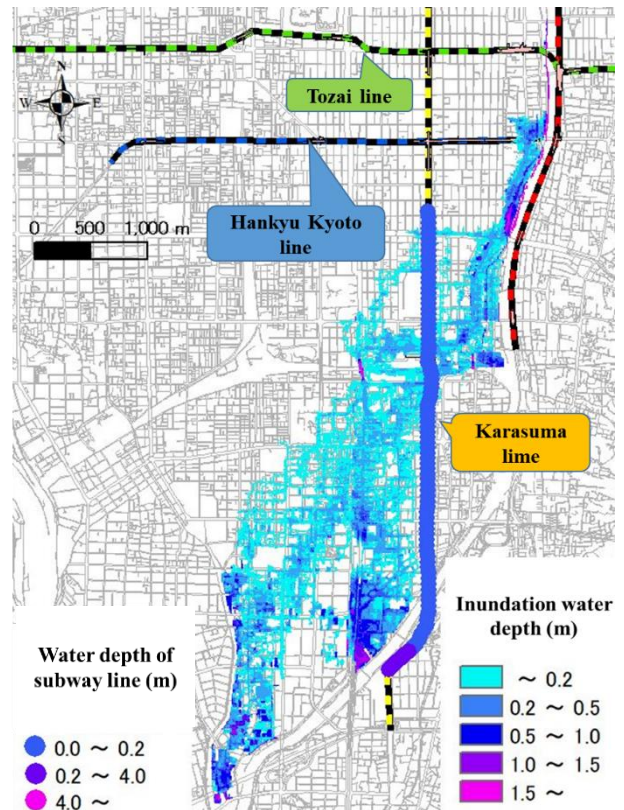 Tozai line
N
W E
S
Hankyu Kyoto
line
0 500 1,000 m
Karasuma
lime
Water depth of
subway line (m)
0.0 ～ 0.2
0.2 ～ 4.0
4.0 ～
Inundation water
depth (m)
～ 0.2
0.2 ～ 0.5
0.5 ～ 1.0
1.0 ～ 1.5
1.5 ～